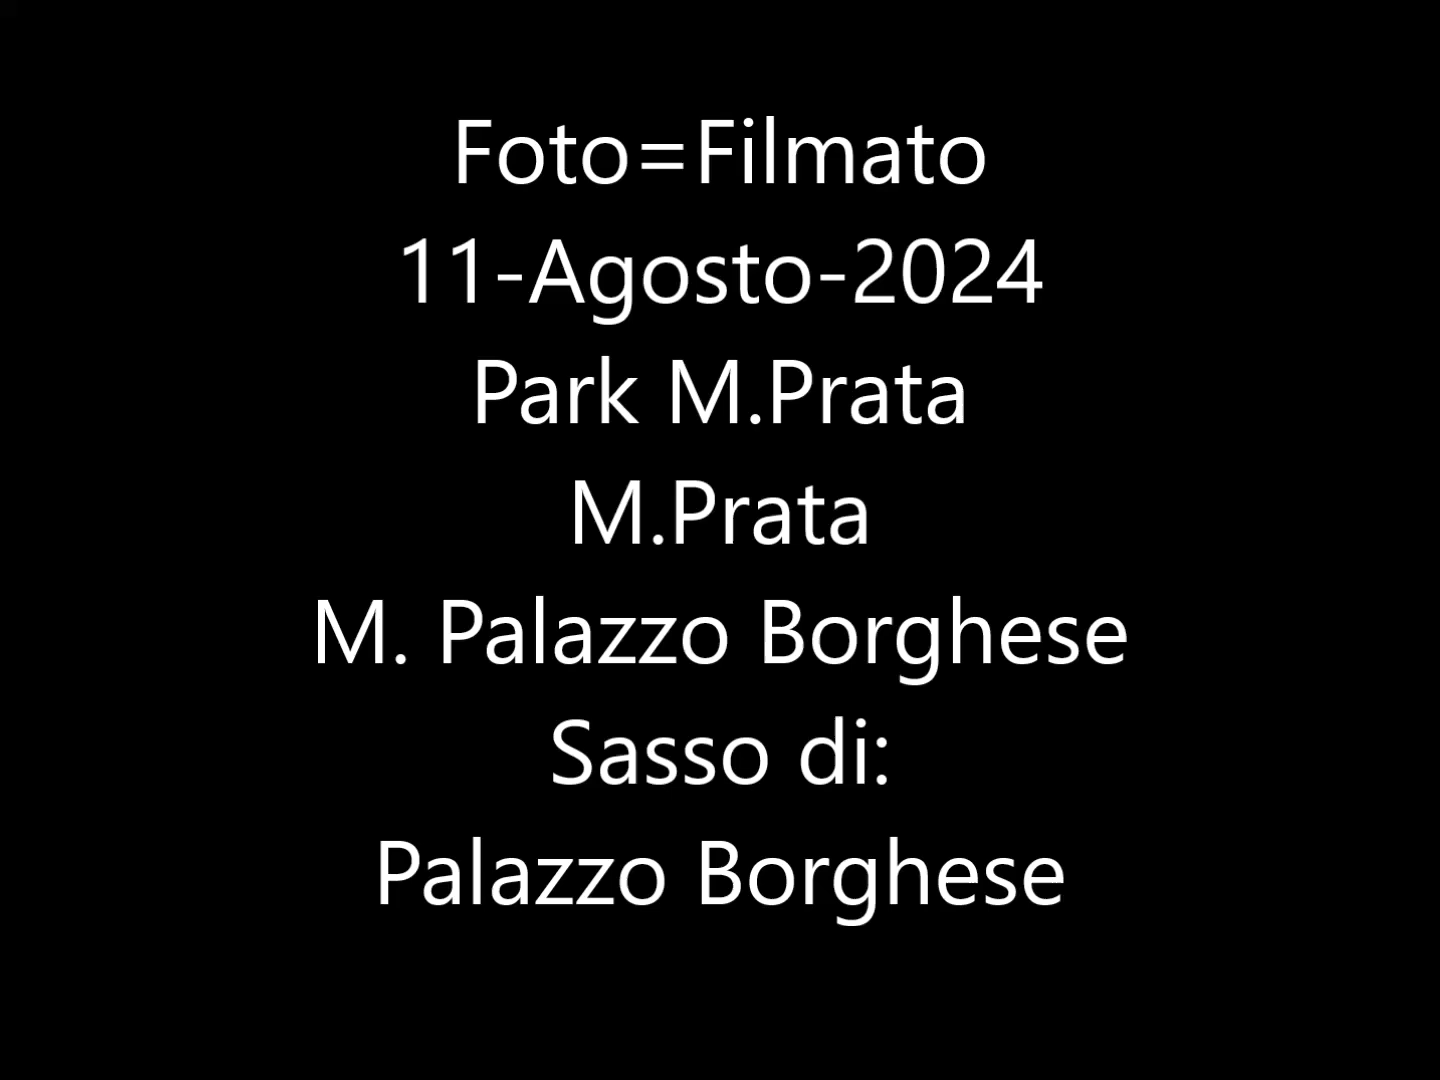 Foto=Filmato
11-Agosto-2024
Park M.Prata
M.Prata
M. Palazzo Borghese
Sasso di:
Palazzo Borghese